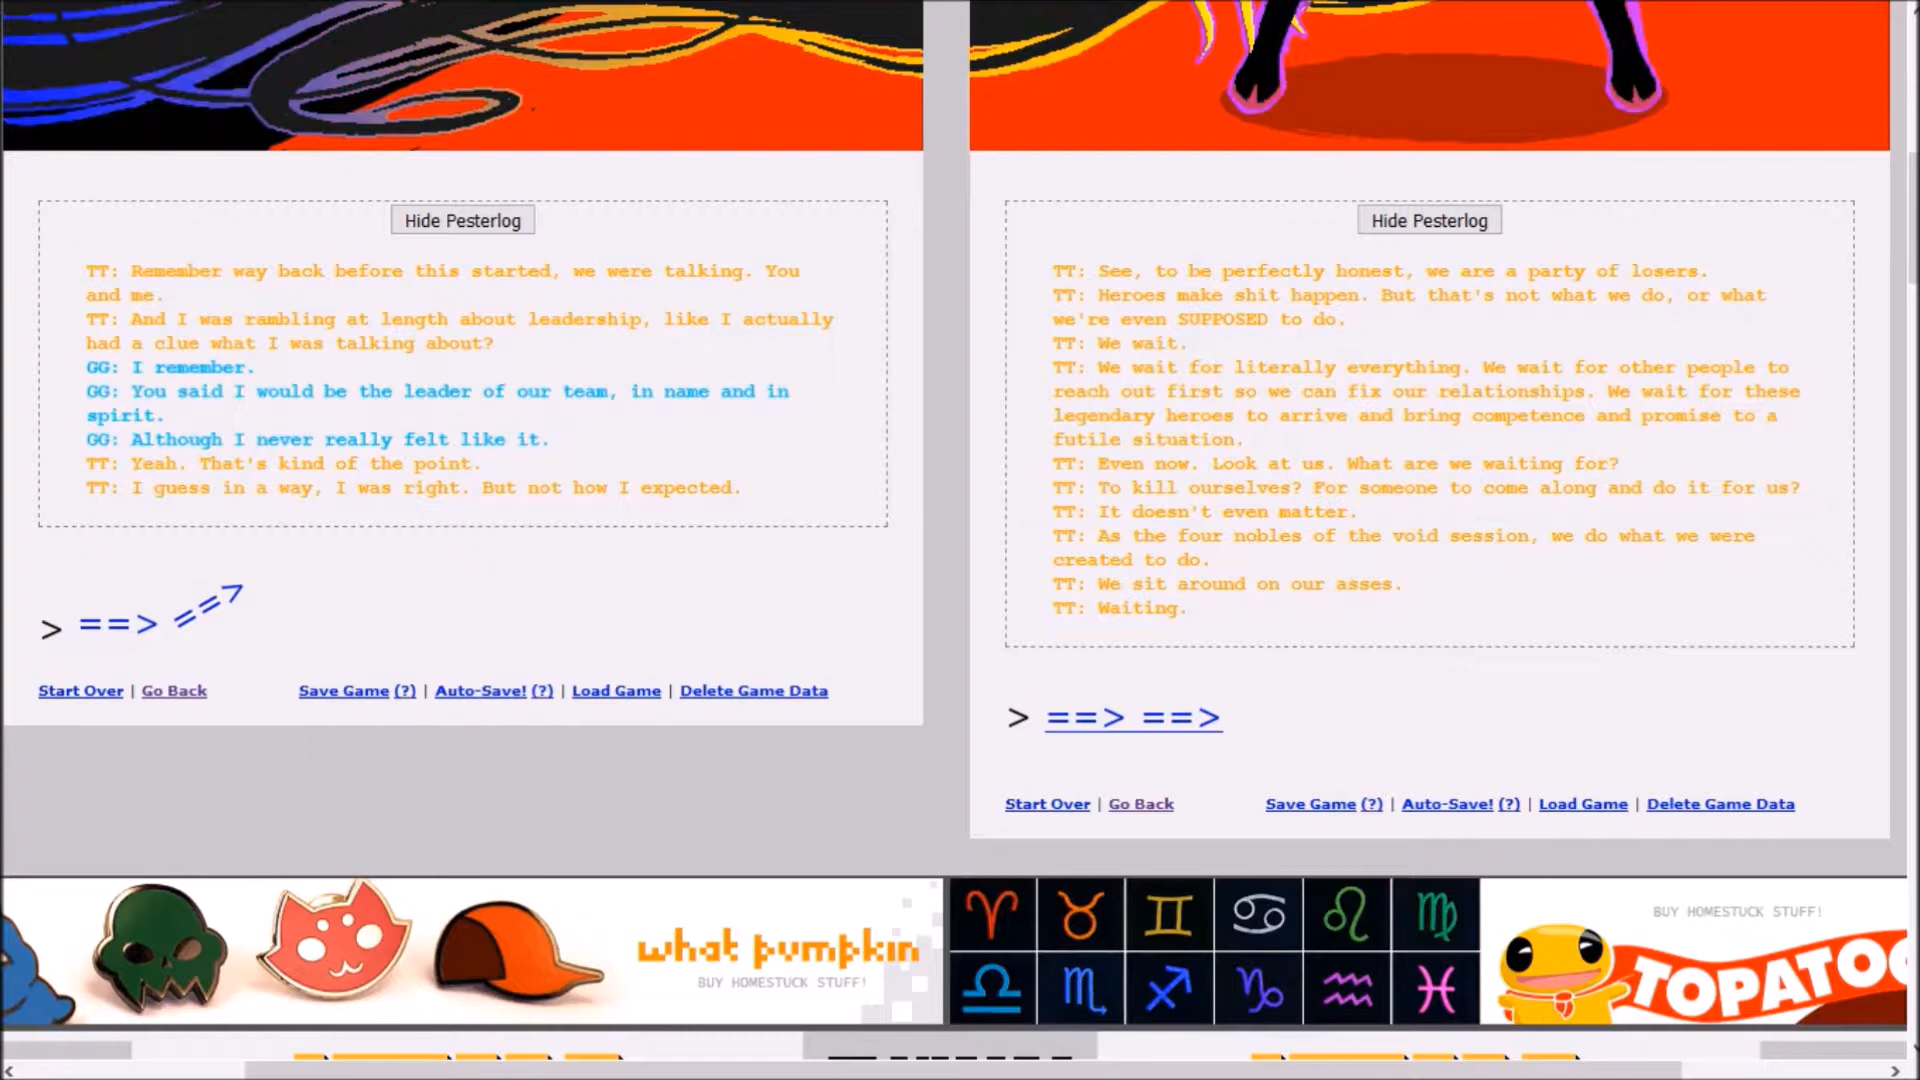 Hide Pesterlog
TT: Remember way back before this started, we were talking. You
and me.
TT: And I was rambling at length about leadership, like I actually
had a clue what I was talking about?
GG: I remember.
GG: You said I would be the leader of our team, in name and in
spirit.
GG: Although I never really felt like it.
TT: Yeah. That's kind of the point.
TT: I guess in a way, I was right. But not how I expected.
> ==> ==>
Start Over | Go Back Save Game (?) | Auto-Save! (?) | Load Game | Delete Game Data
Hide Pesterlog
TT: See, to be perfectly honest, we are a party of losers.
TT: Heroes make shit happen. But that's not what we do, or what
we're even SUPPOSED to do.
TT: We wait.
TT: We wait for literally everything. We wait for other people to
reach out first so we can fix our relationships. We wait for these
legendary heroes to arrive and bring competence and promise to a
futile situation.
TT: Even now. Look at us. What are we waiting for?
TT: To kill ourselves? For someone to come along and do it for us?
TT: It doesn't even matter.
TT: As the four nobles of the void session, we do what we were
created to do.
TT: We sit around on our asses.
TT: Waiting.
> ==> ==>
Start Over | Go Back Save Game (?) | Auto-Save! (?) | Load Game | Delete Game Data
what pumpkin
BUY HOMESTUCK STUFF!
♈ ♉ ♊ ♋ ♌ ♍
♎ ♏ ♐ ♑ ♒ ♓
BUY HOMESTUCK STUFF!
TOPATOC